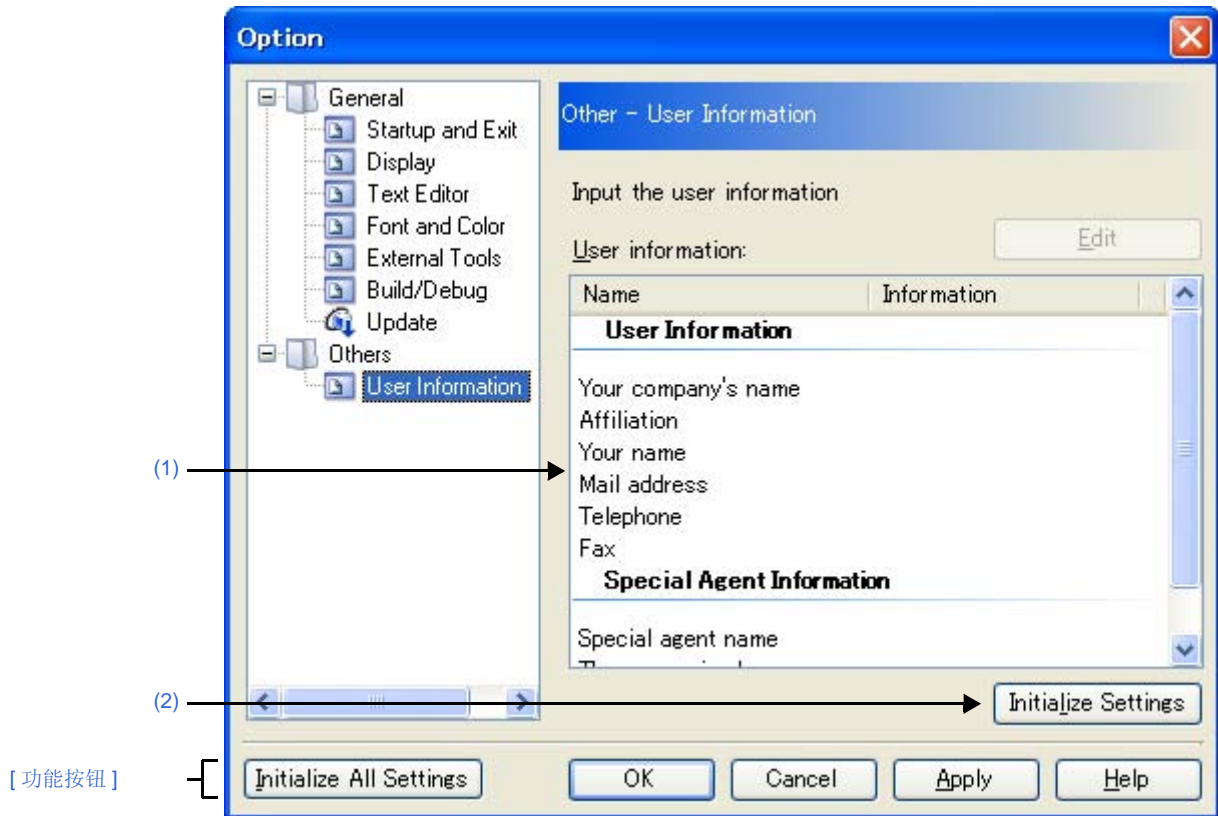 Option
General
Startup and Exit
Display
Text Editor
Font and Color
External Tools
Build/Debug
Update
Others
User Information
Other - User Information
Input the user information
User information:
Edit
Name Information
User Information
Your company's name
Affiliation
Your name
Mail address
Telephone
Fax
Special Agent Information
Special agent name
(1)
(2)
Initialize Settings
[ 功能按钮 ]
Initialize All Settings
OK
Cancel
Apply
Help